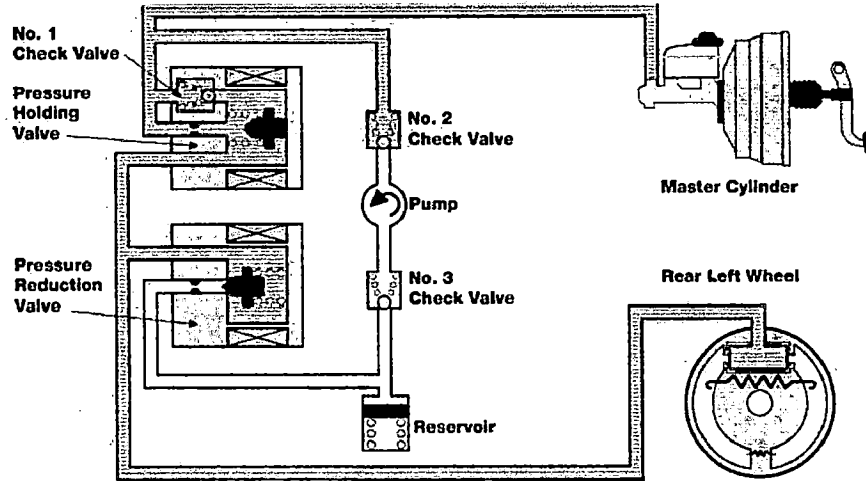 No. 1
Check Valve
Pressure
Holding
Valve
No. 2
Check Valve
Master Cylinder
Pump
Pressure
Reduction
Valve
No. 3
Check Valve
Rear Left Wheel
Reservoir